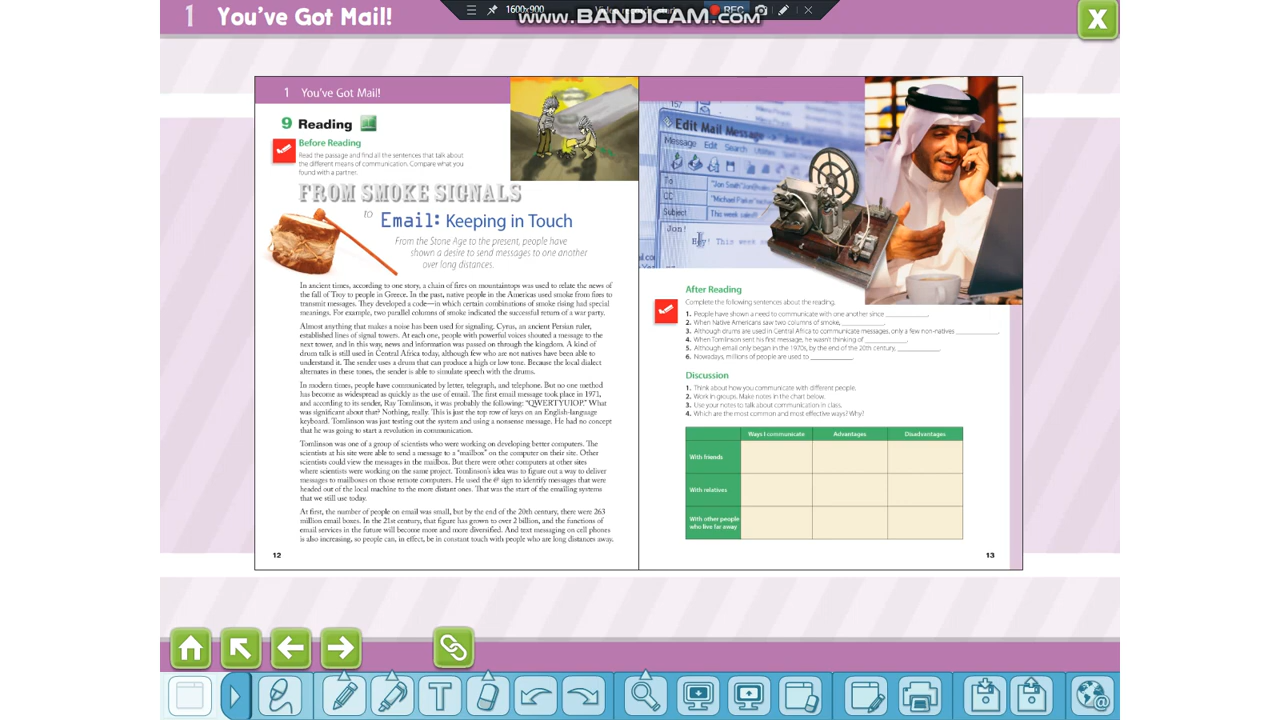 1 You've Got Mail!
1600x900
REC
www.BANDICAM.com
X
1 You've Got Mail!
9 Reading
Before Reading
Read the passage and find all the sentences that talk about
the different means of communication. Compare what you
found with a partner.
FROM SMOKE SIGNALS
TO Email: Keeping in Touch
From the Stone Age to the present, people have
shown a desire to send messages to one another
over long distances.
In ancient times, according to one story, a chain of fires on mountaintops was used to relate the news of
the fall of Troy to people in Greece. In the past, native people in the Americas used smoke from fires to
transmit messages. They developed a code—in which certain combinations of smoke rising had special
meanings. For example, two parallel columns of smoke indicated the successful return of a war party.
Almost anything that makes a noise has been used for signaling. Cyrus, an ancient Persian ruler,
established lines of signal towers. At each one, people with powerful voices shouted a message to the
next tower, and in this way, news and information was passed on through the kingdom. A kind of
drum talk is still used in Central Africa today, although few who are not natives have been able to
understand it. The sender uses a drum that can produce a high or low tone. Because the local dialect
alternates in these tones, the sender is able to simulate speech with the drums.
In modern times, people have communicated by letter, telegraph, and telephone. But no one method
has become as widespread as quickly as the use of email. The first email message took place in 1971,
and according to its sender, Ray Tomlinson, it was probably the following: "QWERTYUIOP." What
was significant about that? Nothing, really. This is just the top row of keys on an English-language
keyboard. Tomlinson was just testing out the system and using a nonsense message. He had no concept
that he was going to start a revolution in communication.
Tomlinson was one of a group of scientists who were working on developing better computers. The
scientists at his site were able to send a message to a "mailbox" on the computer on their site. Other
scientists could view the messages in the mailbox. But there were other computers at other sites
where scientists were working on the same project. Tomlinson's idea was to figure out a way to deliver
messages to mailboxes on those remote computers. He used the @ sign to identify messages that were
headed out of the local machine to the more distant ones. That was the start of the emailing systems
that we still use today.
At first, the number of people on email was small, but by the end of the 20th century, there were 263
million email boxes. In the 21st century, that figure has grown to over 2 billion, and the functions of
email services in the future will become more and more diversified. And text messaging on cell phones
is also increasing, so people can, in effect, be in constant touch with people who are long distances away.
12
Edit Mail Message
Message Edit Search
To "Jon Smith"
CC "Michael Parker"
Subject The week sales
Jon!
Hey! This week
After Reading
Complete the following sentences about the reading.
1. People have shown a need to communicate with one another since ________.
2. When Native Americans saw two columns of smoke, ________.
3. Although drums are used in Central Africa to communicate messages, only a few non-natives ________.
4. When Tomlinson sent his first message, he wasn't thinking of ________.
5. Although email only began in the 1970s, by the end of the 20th century, ________.
6. Nowadays, millions of people are used to ________.
Discussion
1. Think about how you communicate with different people.
2. Work in groups. Make notes in the chart below.
3. Use your notes to talk about communication in class.
4. Which are the most common and most effective ways? Why?
Ways I communicate Advantages Disadvantages
With friends
With relatives
With other people
who live far away
13